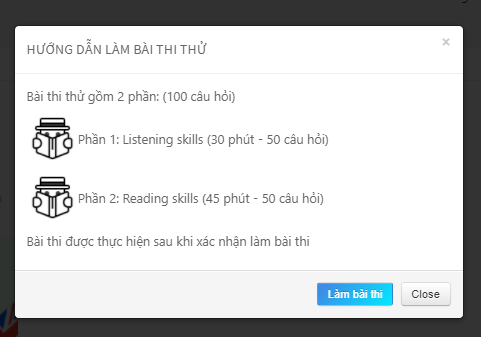 HƯỚNG DẪN LÀM BÀI THI THỬ
×
Bài thi thử gồm 2 phần: (100 câu hỏi)
Phần 1: Listening skills (30 phút - 50 câu hỏi)
Phần 2: Reading skills (45 phút - 50 câu hỏi)
Bài thi được thực hiện sau khi xác nhận làm bài thi
Làm bài thi
Close